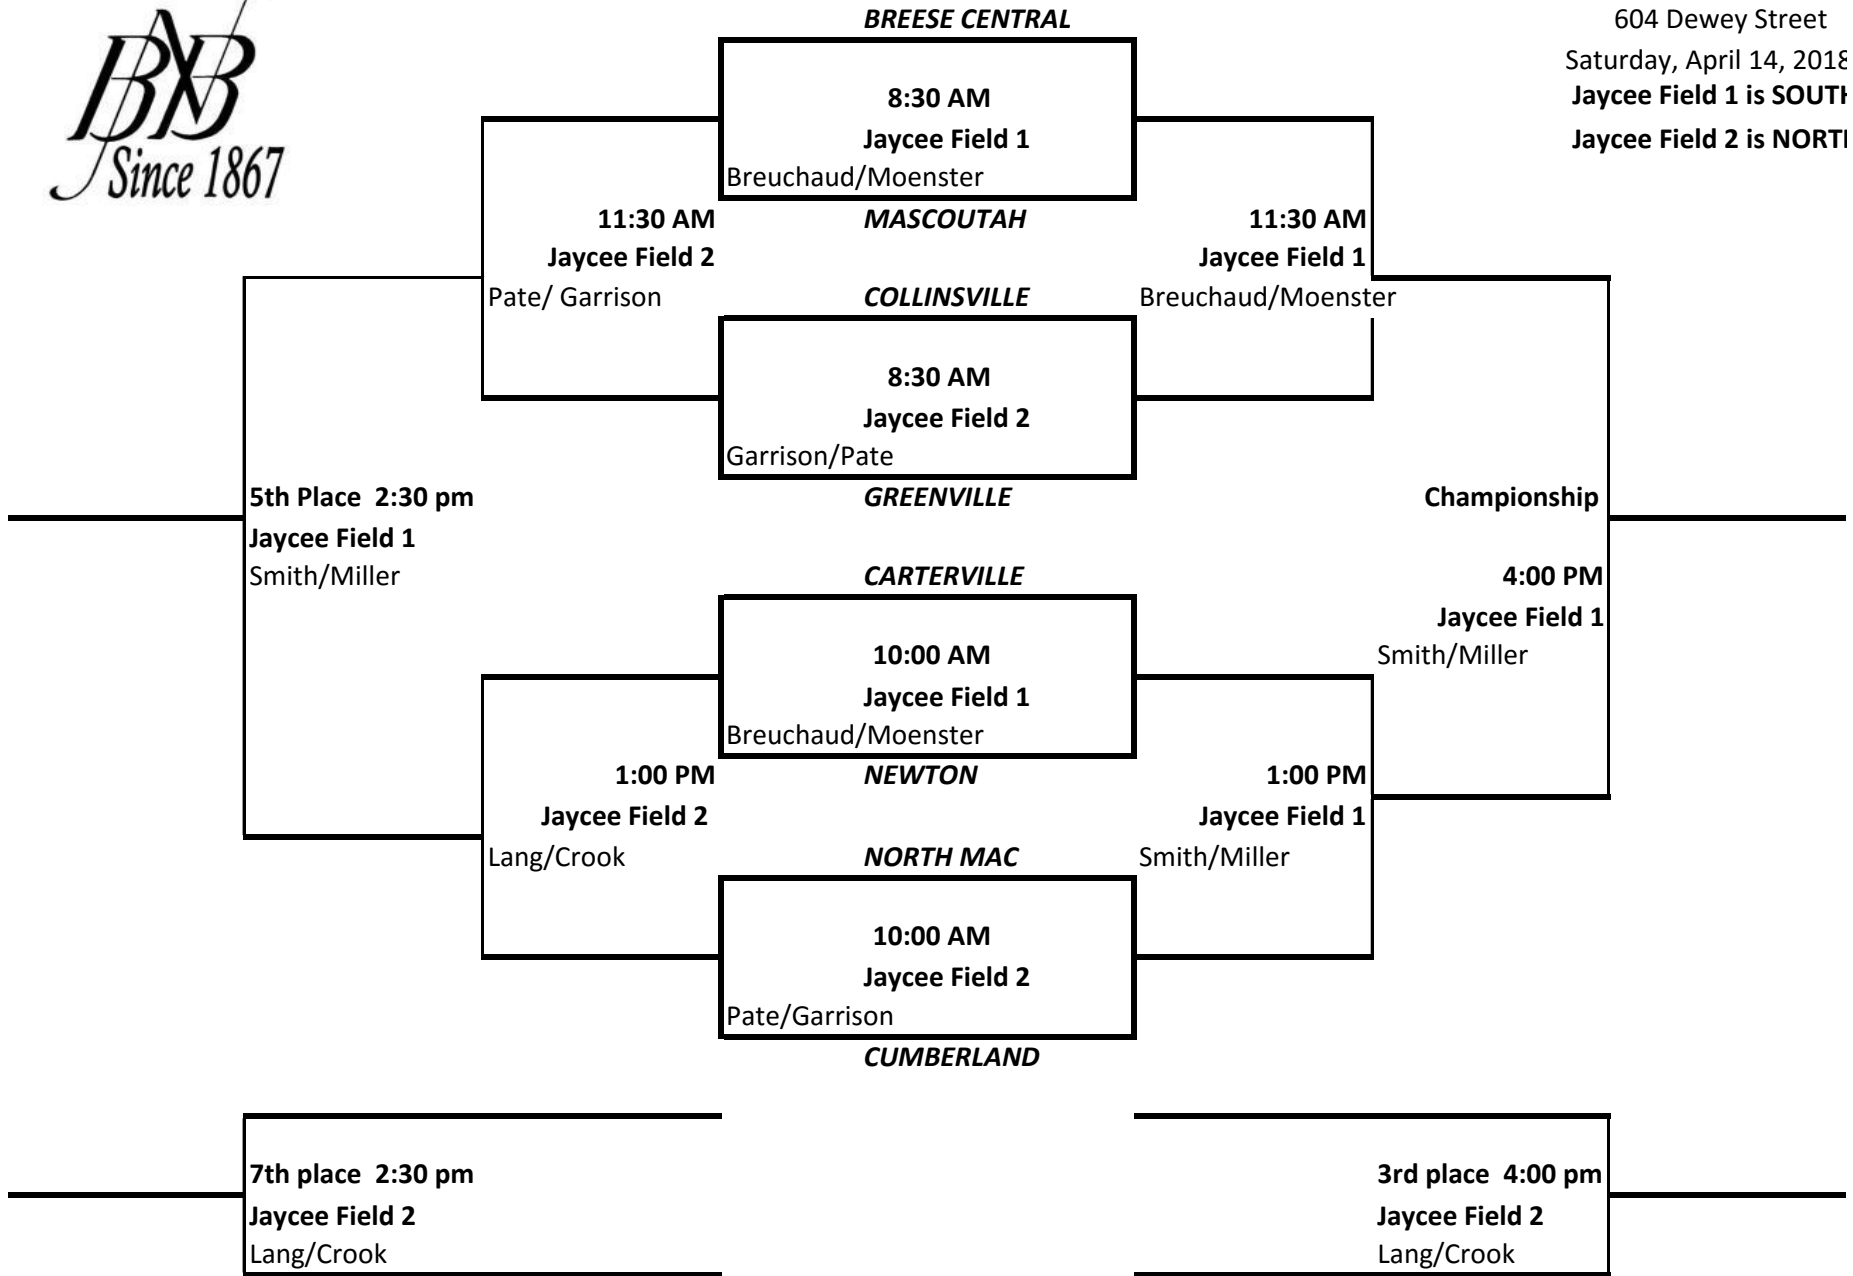 BNB
Since 1867
604 Dewey Street
Saturday, April 14, 2018
Jaycee Field 1 is SOUTH
Jaycee Field 2 is NORTH
BREESE CENTRAL
8:30 AM
Jaycee Field 1
Breuchaud/Moenster
MASCOUTAH
11:30 AM
Jaycee Field 2
Pate/ Garrison
11:30 AM
Jaycee Field 1
Breuchaud/Moenster
COLLINSVILLE
8:30 AM
Jaycee Field 2
Garrison/Pate
GREENVILLE
5th Place 2:30 pm
Jaycee Field 1
Smith/Miller
Championship
4:00 PM
Jaycee Field 1
Smith/Miller
CARTERVILLE
10:00 AM
Jaycee Field 1
Breuchaud/Moenster
NEWTON
1:00 PM
Jaycee Field 2
Lang/Crook
1:00 PM
Jaycee Field 1
Smith/Miller
NORTH MAC
10:00 AM
Jaycee Field 2
Pate/Garrison
CUMBERLAND
7th place 2:30 pm
Jaycee Field 2
Lang/Crook
3rd place 4:00 pm
Jaycee Field 2
Lang/Crook